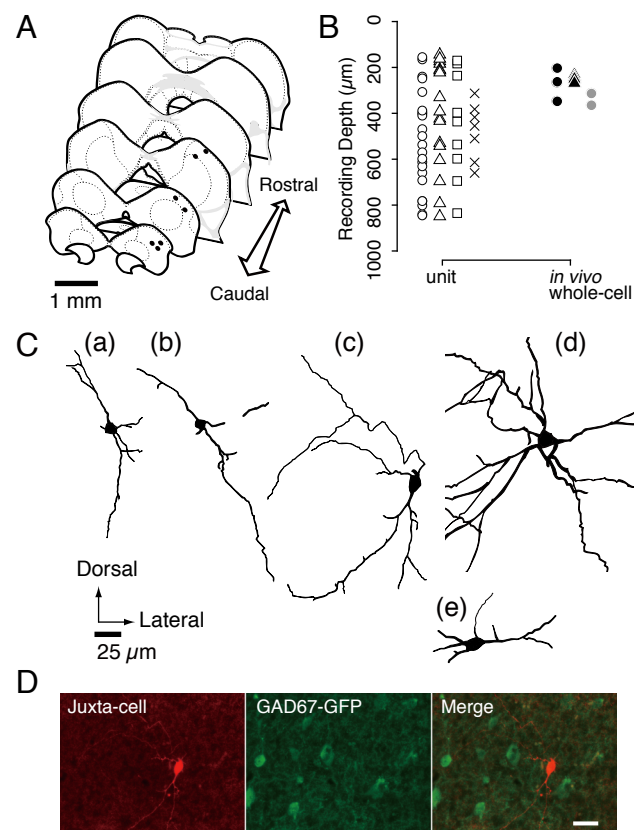 A
Rostral
Caudal
1 mm
B
Recording Depth (µm)
0
200
400
600
800
1000
unit
in vivo
whole-cell
C
(a)
(b)
(c)
(d)
(e)
Dorsal
Lateral
25 µm
D
Juxta-cell
GAD67-GFP
Merge